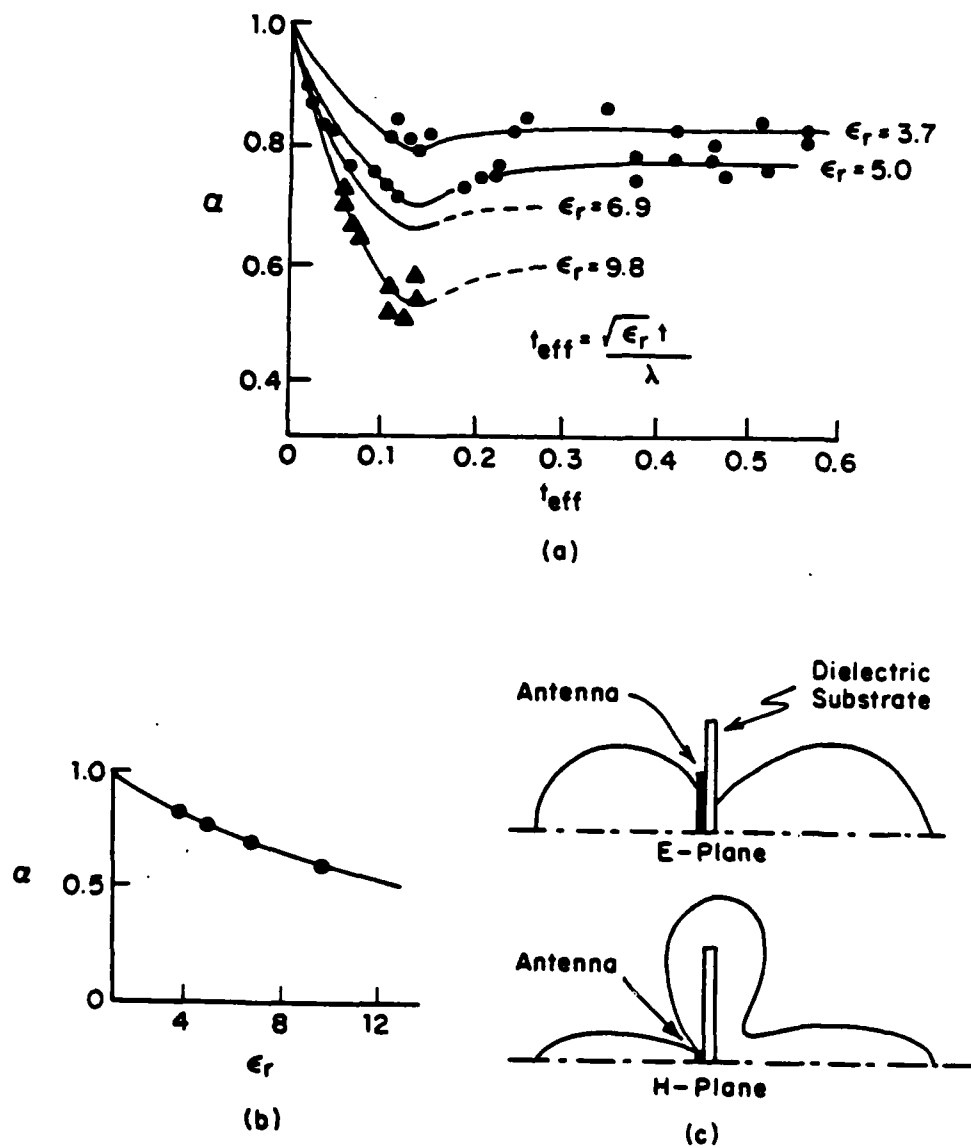 1.0
0.8
0.6
0.4
α
0 0.1 0.2 0.3 0.4 0.5 0.6
t_eff
ϵ_r = 3.7
ϵ_r = 5.0
ϵ_r = 6.9
ϵ_r = 9.8
t_eff = √ϵ_r t / λ
(a)
1.0
0.5
0
α
4 8 12
ϵ_r
(b)
Antenna
Dielectric
Substrate
E-Plane
Antenna
H-Plane
(c)